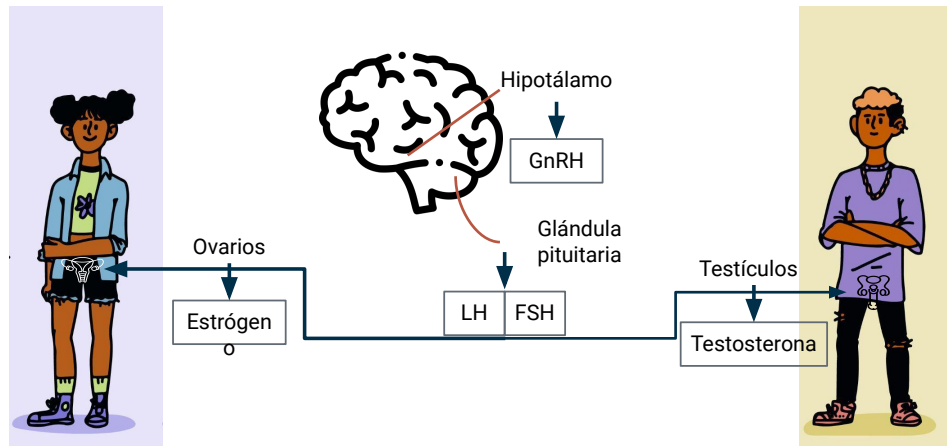 Hipotálamo
GnRH
Glándula
pituitaria
Ovarios
Testículos
LH
FSH
Estrógen
o
Testosterona